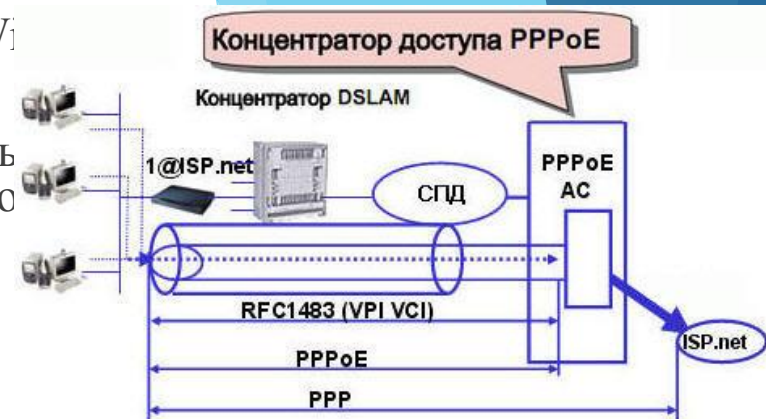 Концентратор доступа PPPoE
Концентратор DSLAM
1@ISP.net
СПД
PPPoE
AC
RFC1483 (VPI VCI)
ISP.net
PPPoE
PPP